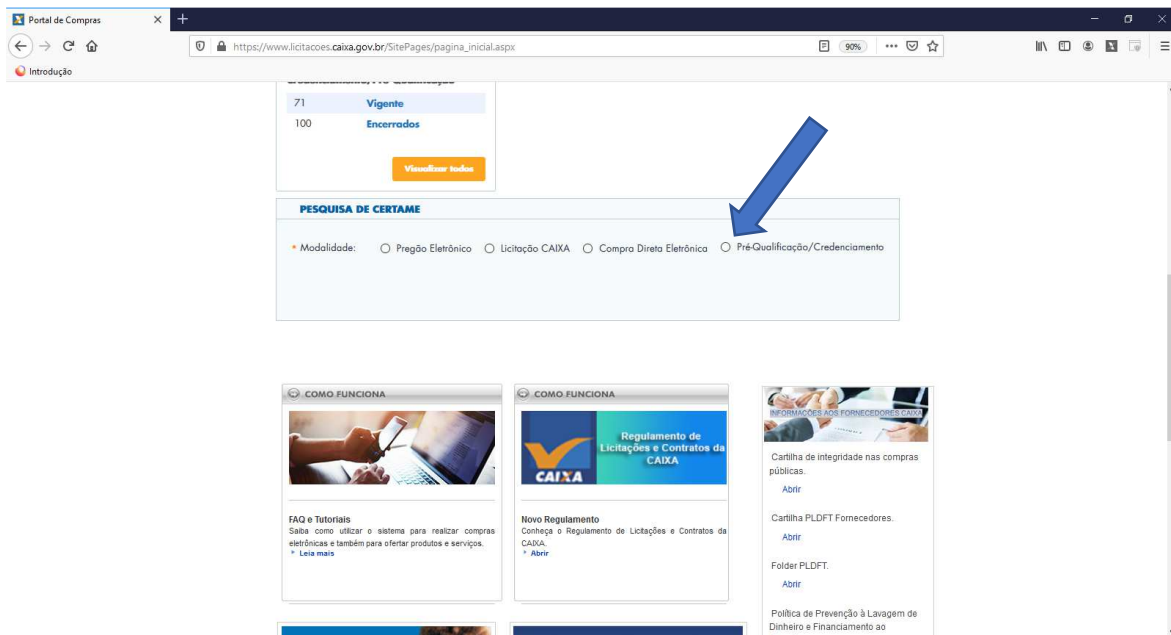 Portal de Compras
https://www.licitacoes.caixa.gov.br/SitePages/pagina_inicial.aspx
90%
Introdução
Credenciamento, Pré-Qualificação
71 Vigente
100 Encerrados
Visualizar todos
PESQUISA DE CERTAME
* Modalidade: Pregão Eletrônico Licitação CAIXA Compra Direta Eletrônica Pré-Qualificação/Credenciamento
COMO FUNCIONA
FAQ e Tutoriais
Saiba como utilizar o sistema para realizar compras
eletrônicas e também para ofertar produtos e serviços.
Leia mais
COMO FUNCIONA
Regulamento de
Licitações e Contratos da
CAIXA
CAIXA
Novo Regulamento
Conheça o Regulamento de Licitações e Contratos da
CAIXA.
Abrir
INFORMAÇÕES AOS FORNECEDORES CAIXA
Cartilha de integridade nas compras
públicas.
Abrir
Cartilha PLDFT Fornecedores.
Abrir
Folder PLDFT.
Abrir
Política de Prevenção à Lavagem de
Dinheiro e Financiamento ao